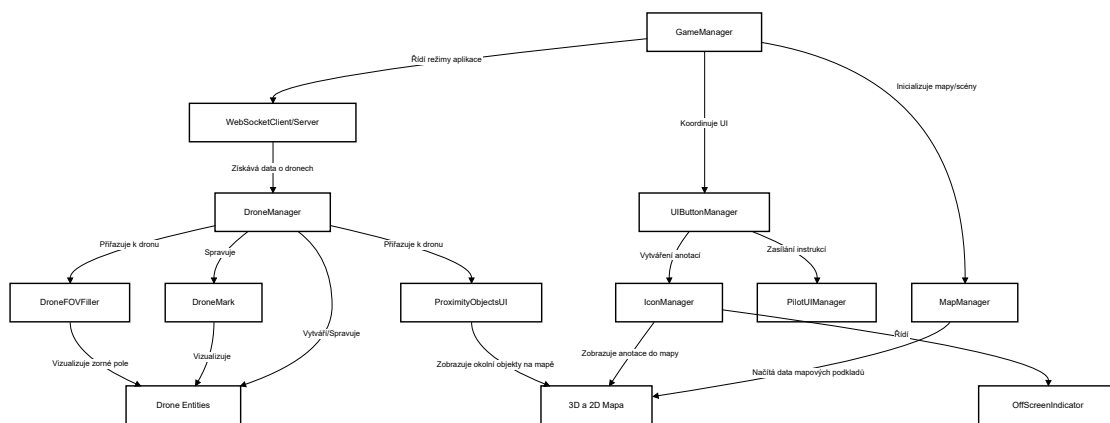 GameManager
Řídí režimy aplikace
Inicializuje mapy/scény
WebSocketClient/Server
Koordinuje UI
Získává data o dronech
DroneManager
UIButtonManager
Přiřazuje k dronu
Spravuje
Přiřazuje k dronu
Vytváření anotací
Zasílání instrukcí
DroneFOVFiller
DroneMark
ProximityObjectsUI
IconManager
PilotUIManager
MapManager
Vytváří/Spravuje
Řídí
Vizualizuje zorné pole
Vizualizuje
Zobrazuje okolní objekty na mapě
Zobrazuje anotace do mapy
Načítá data mapových podkladů
Drone Entities
3D a 2D Mapa
OffScreenIndicator